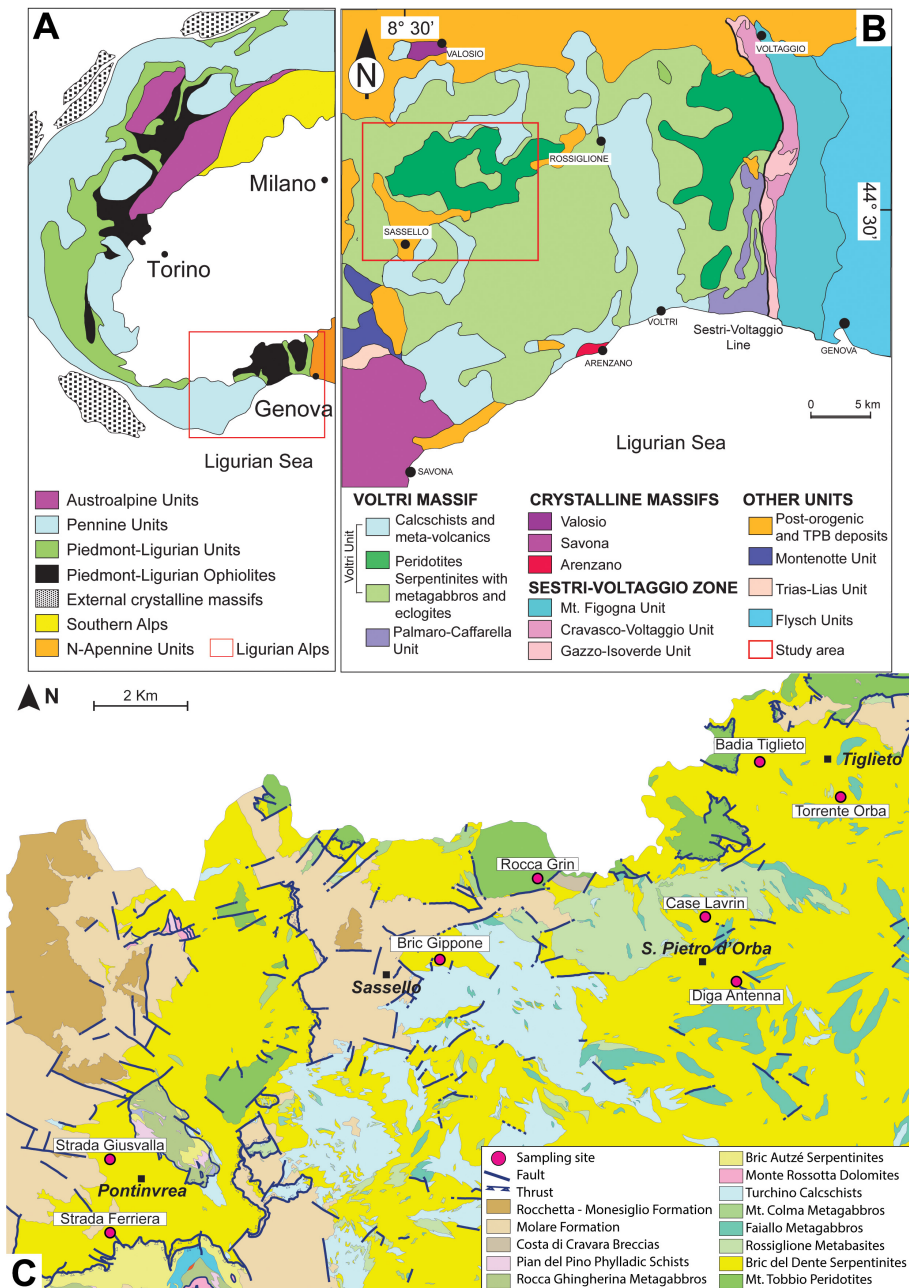 A
Milano
Torino
Genova
Ligurian Sea
Austroalpine Units
Pennine Units
Piedmont-Ligurian Units
Piedmont-Ligurian Ophiolites
External crystalline massifs
Southern Alps
N-Apennine Units
Ligurian Alps
8° 30'
B
N
VALOSIO
VOLTAGGIO
ROSSIGLIONE
44° 30'
SASSELLO
VOLTRI
Sestri-Voltaggio
Line
GENOVA
ARENZANO
0 5 km
Ligurian Sea
SAVONA
VOLTRI MASSIF
Voltri Unit
Calcschists and
meta-volcanics
Peridotites
Serpentinites with
metagabbros and
eclogites
Palmaro-Caffarella
Unit
CRYSTALLINE MASSIFS
Valosio
Savona
Arenzano
SESTRI-VOLTAGGIO ZONE
Mt. Figogna Unit
Cravasco-Voltaggio Unit
Gazzo-Isoverde Unit
OTHER UNITS
Post-orogenic
and TPB deposits
Montenotte Unit
Trias-Lias Unit
Flysch Units
Study area
N
2 Km
Badia Tiglieto
Tiglieto
Torrente Orba
Rocca Grin
Case Lavrin
Bric Gippone
S. Pietro d'Orba
Sassello
Diga Antenna
Strada Giusvalla
Pontinvrea
Strada Ferriera
C
Sampling site
Fault
Thrust
Rocchetta - Monesiglio Formation
Molare Formation
Costa di Cravara Breccias
Pian del Pino Phylladic Schists
Rocca Ghingherina Metagabbros
Bric Autzé Serpentinites
Monte Rossotta Dolomites
Turchino Calcschists
Mt. Colma Metagabbros
Faiallo Metagabbros
Rossiglione Metabasites
Bric del Dente Serpentinites
Mt. Tobbio Peridotites